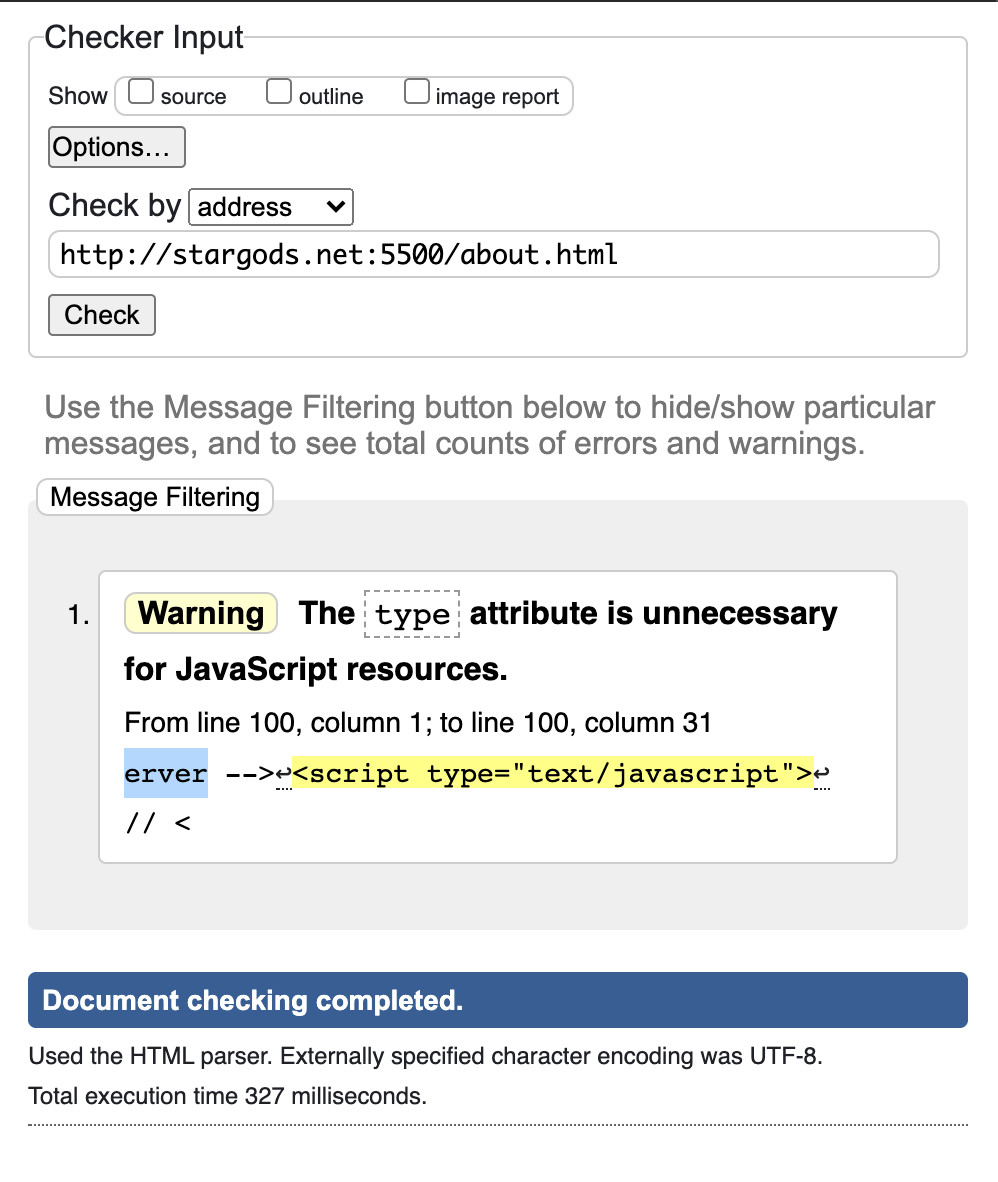 Checker Input
Show source outline image report
Options…
Check by address
http://stargods.net:5500/about.html
Check
Use the Message Filtering button below to hide/show particular
messages, and to see total counts of errors and warnings.
Message Filtering
1. Warning The type attribute is unnecessary
for JavaScript resources.
From line 100, column 1; to line 100, column 31
erver -->↩<script type="text/javascript">↩
// <
Document checking completed.
Used the HTML parser. Externally specified character encoding was UTF-8.
Total execution time 327 milliseconds.